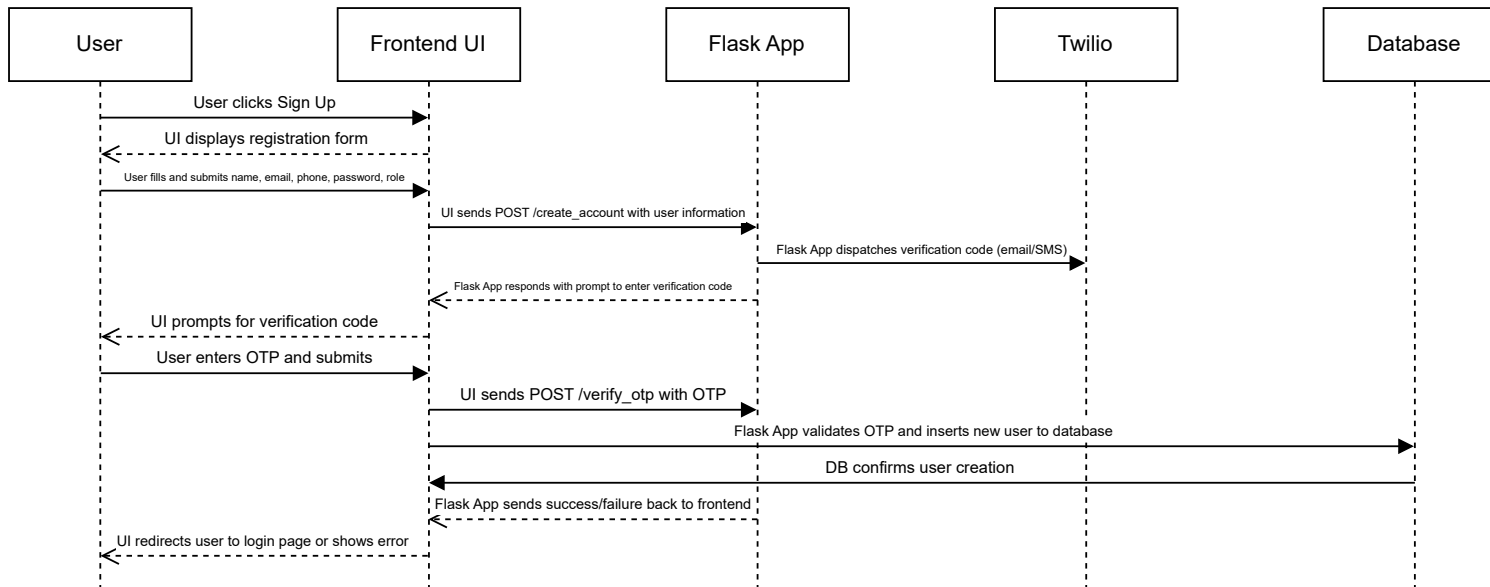 User
Frontend UI
Flask App
Twilio
Database
User clicks Sign Up
UI displays registration form
User fills and submits name, email, phone, password, role
UI sends POST /create_account with user information
Flask App dispatches verification code (email/SMS)
Flask App responds with prompt to enter verification code
UI prompts for verification code
User enters OTP and submits
UI sends POST /verify_otp with OTP
Flask App validates OTP and inserts new user to database
DB confirms user creation
Flask App sends success/failure back to frontend
UI redirects user to login page or shows error